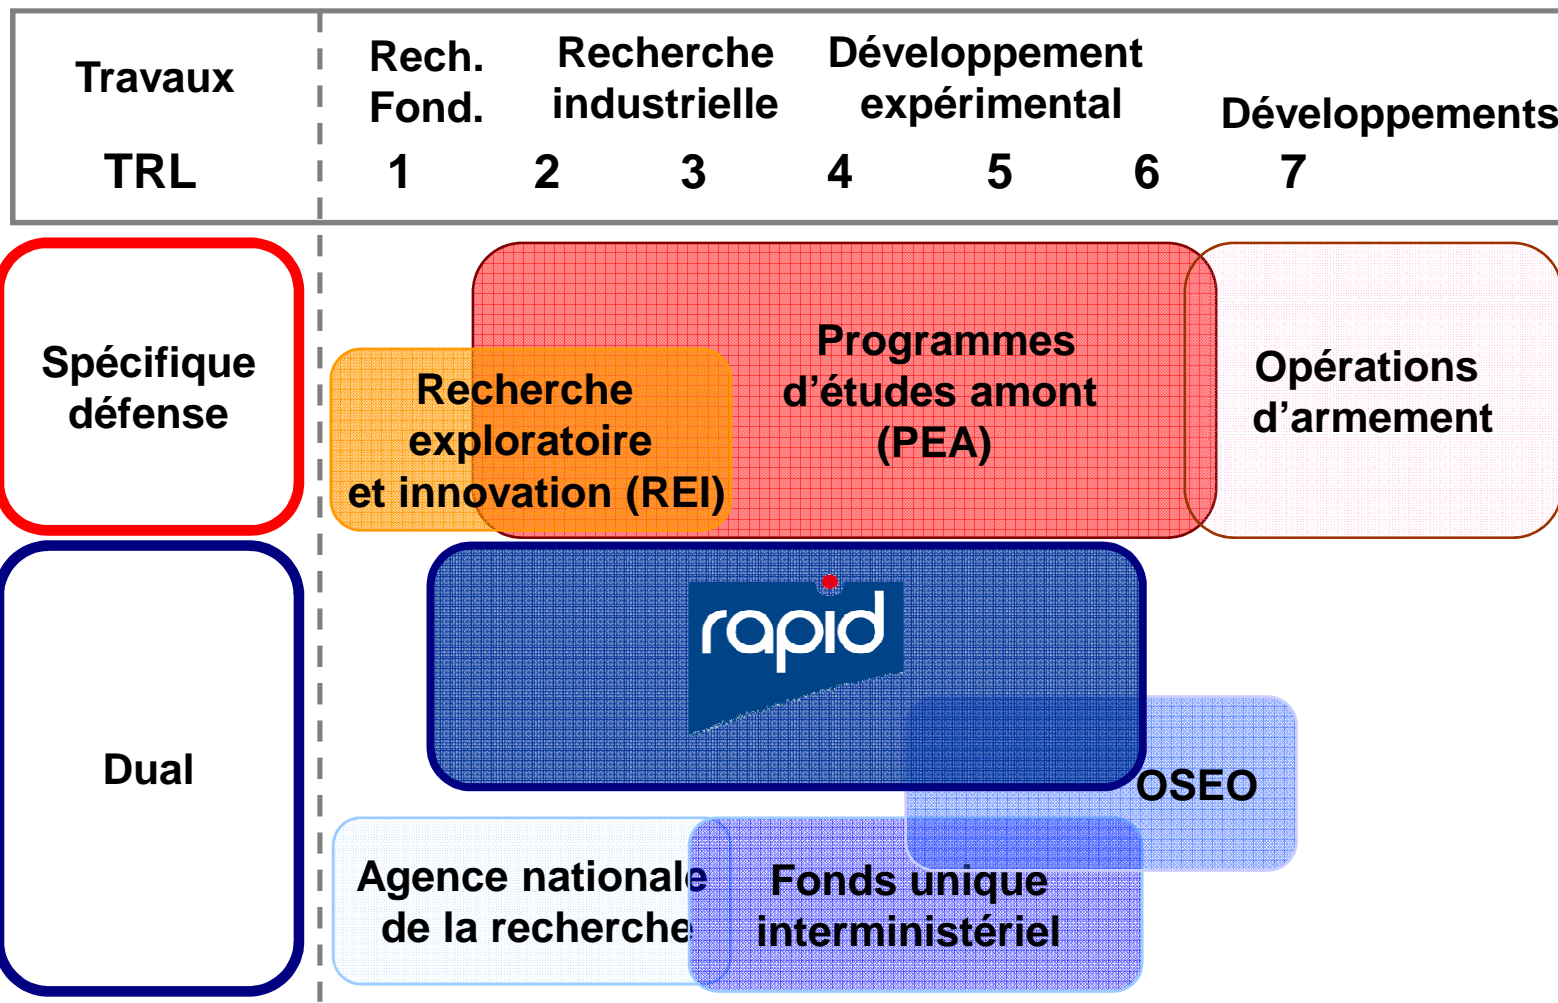 Travaux
Rech.
Fond.
Recherche
industrielle
Développement
expérimental
Développements
TRL
1 2 3 4 5 6 7
Spécifique
défense
Recherche
exploratoire
et innovation (REI)
Programmes
d’études amont
(PEA)
Opérations
d’armement
Dual
rapid
OSEO
Agence nationale
de la recherche
Fonds unique
interministériel